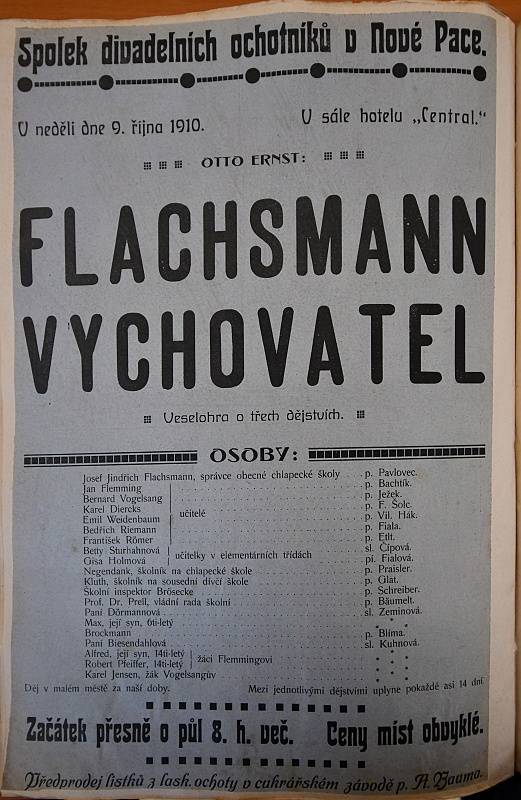 Spolek divadelních ochotníků v Nové Pace.
V neděli dne 9. října 1910.
V sále hotelu „Central.“
OTTO ERNST:
FLACHSMANN
VYCHOVATEL
Veselohra o třech dějstvích.
OSOBY:
Josef Jindřich Flachsmann, správce obecné chlapecké školy . . . p. Pavlovec.
Jan Flemming . . . p. Bachtík.
Bernard Vogelsang . . . p. Ježek.
Karel Diercks . . . p. F. Šolc.
Emil Weidenbaum } učitelé . . . p. Vil. Hák.
Bedřich Riemann . . . p. Fiala.
František Römer . . . p. Etlt.
Betty Sturhahnová . . . sl. Čípová.
Gisa Holmová } učitelky v elementárních třídách . . . pí. Fialová.
Negendank, školník na chlapecké škole . . . p. Praisler.
Kluth, školník na sousední dívčí škole . . . p. Glat.
Školní inspektor Brösecke . . . p. Schreiber.
Prof. Dr. Prell, vládní rada školní . . . p. Bäumelt.
Paní Dörmannová . . . sl. Zeminová.
Max, její syn, 6ti-letý . . . * *
Brockmann . . . p. Blíma.
Paní Biesendahlova . . . sl. Kuhnová.
Alfred, její syn, 14ti-letý . . . * * *
Robert Pfeiffer, 14ti-letý } žáci Flemmingovi . . . * * *
Karel Jensen, žák Vogelsangův . . . * * *
Děj v malém městě za naší doby.
Mezi jednotlivými dějstvími uplyne pokaždé asi 14 dní.
Začátek přesně o půl 8. h. več. Ceny míst obvyklé.
Předprodej lístků z lask. ochoty v cukrářském závodě p. A. Bauma.